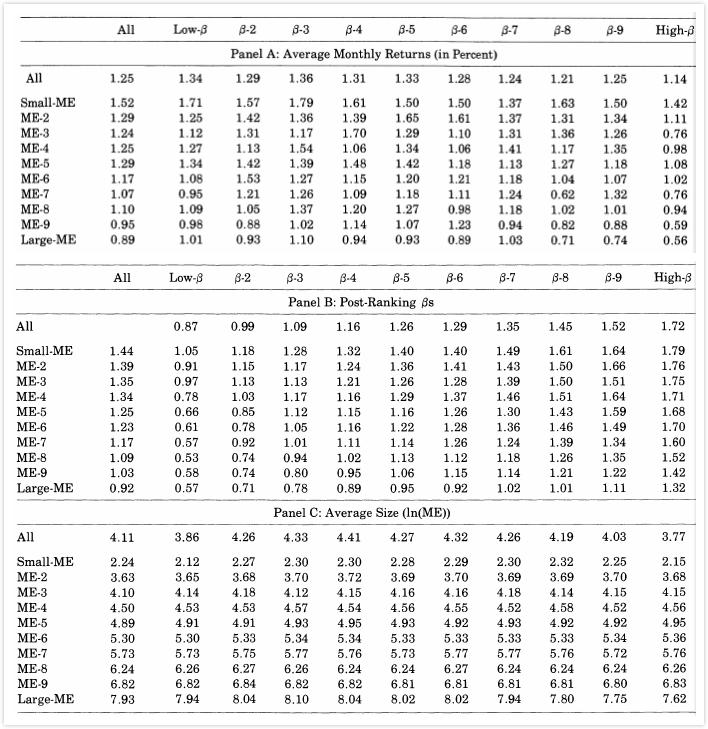 All Low-β β-2 β-3 β-4 β-5 β-6 β-7 β-8 β-9 High-β
Panel A: Average Monthly Returns (in Percent)
All 1.25 1.34 1.29 1.36 1.31 1.33 1.28 1.24 1.21 1.25 1.14
Small-ME 1.52 1.71 1.57 1.79 1.61 1.50 1.50 1.37 1.63 1.50 1.42
ME-2 1.29 1.25 1.42 1.36 1.39 1.65 1.61 1.37 1.31 1.34 1.11
ME-3 1.24 1.12 1.31 1.17 1.70 1.29 1.10 1.31 1.36 1.26 0.76
ME-4 1.25 1.27 1.13 1.54 1.06 1.34 1.06 1.41 1.17 1.35 0.98
ME-5 1.29 1.34 1.42 1.39 1.48 1.42 1.18 1.13 1.27 1.18 1.08
ME-6 1.17 1.08 1.53 1.27 1.15 1.20 1.21 1.18 1.04 1.07 1.02
ME-7 1.07 0.95 1.21 1.26 1.09 1.18 1.11 1.24 0.62 1.32 0.76
ME-8 1.10 1.09 1.05 1.37 1.20 1.27 0.98 1.18 1.02 1.01 0.94
ME-9 0.95 0.98 0.88 1.02 1.14 1.07 1.23 0.94 0.82 0.88 0.59
Large-ME 0.89 1.01 0.93 1.10 0.94 0.93 0.89 1.03 0.71 0.74 0.56
All Low-β β-2 β-3 β-4 β-5 β-6 β-7 β-8 β-9 High-β
Panel B: Post-Ranking βs
All 0.87 0.99 1.09 1.16 1.26 1.29 1.35 1.45 1.52 1.72
Small-ME 1.44 1.05 1.18 1.28 1.32 1.40 1.40 1.49 1.61 1.64 1.79
ME-2 1.39 0.91 1.15 1.17 1.24 1.36 1.41 1.43 1.50 1.66 1.76
ME-3 1.35 0.97 1.13 1.13 1.21 1.26 1.28 1.39 1.50 1.51 1.75
ME-4 1.34 0.78 1.03 1.17 1.16 1.29 1.37 1.46 1.51 1.64 1.71
ME-5 1.25 0.66 0.85 1.12 1.15 1.16 1.26 1.30 1.43 1.59 1.68
ME-6 1.23 0.61 0.78 1.05 1.16 1.22 1.28 1.36 1.46 1.49 1.70
ME-7 1.17 0.57 0.92 1.01 1.11 1.14 1.26 1.24 1.39 1.34 1.60
ME-8 1.09 0.53 0.74 0.94 1.02 1.13 1.12 1.18 1.26 1.35 1.52
ME-9 1.03 0.58 0.74 0.80 0.95 1.06 1.15 1.14 1.21 1.22 1.42
Large-ME 0.92 0.57 0.71 0.78 0.89 0.95 0.92 1.02 1.01 1.11 1.32
Panel C: Average Size (ln(ME))
All 4.11 3.86 4.26 4.33 4.41 4.27 4.32 4.26 4.19 4.03 3.77
Small-ME 2.24 2.12 2.27 2.30 2.30 2.28 2.29 2.30 2.32 2.25 2.15
ME-2 3.63 3.65 3.68 3.70 3.72 3.69 3.70 3.69 3.69 3.70 3.68
ME-3 4.10 4.14 4.18 4.12 4.15 4.16 4.16 4.18 4.14 4.15 4.15
ME-4 4.50 4.53 4.53 4.57 4.54 4.56 4.55 4.52 4.58 4.52 4.56
ME-5 4.89 4.91 4.91 4.93 4.95 4.93 4.92 4.93 4.92 4.92 4.95
ME-6 5.30 5.30 5.33 5.34 5.34 5.33 5.33 5.33 5.33 5.34 5.36
ME-7 5.73 5.73 5.75 5.77 5.76 5.73 5.77 5.77 5.76 5.72 5.76
ME-8 6.24 6.26 6.27 6.26 6.24 6.24 6.27 6.24 6.24 6.24 6.26
ME-9 6.82 6.82 6.84 6.82 6.82 6.81 6.81 6.81 6.81 6.80 6.83
Large-ME 7.93 7.94 8.04 8.10 8.04 8.02 8.02 7.94 7.80 7.75 7.62